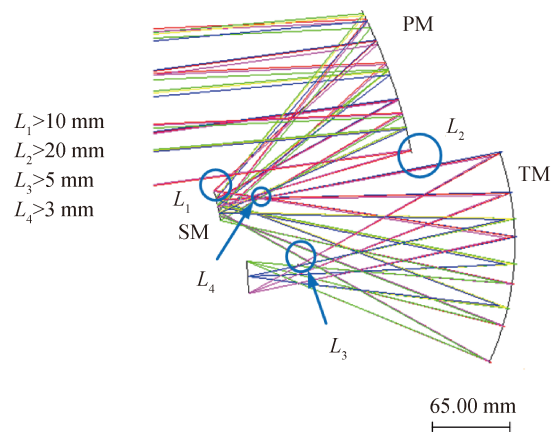 PM
L₁>10 mm
L₂>20 mm
L₃>5 mm
L₄>3 mm
L₂
TM
L₁
SM
L₄
L₃
65.00 mm